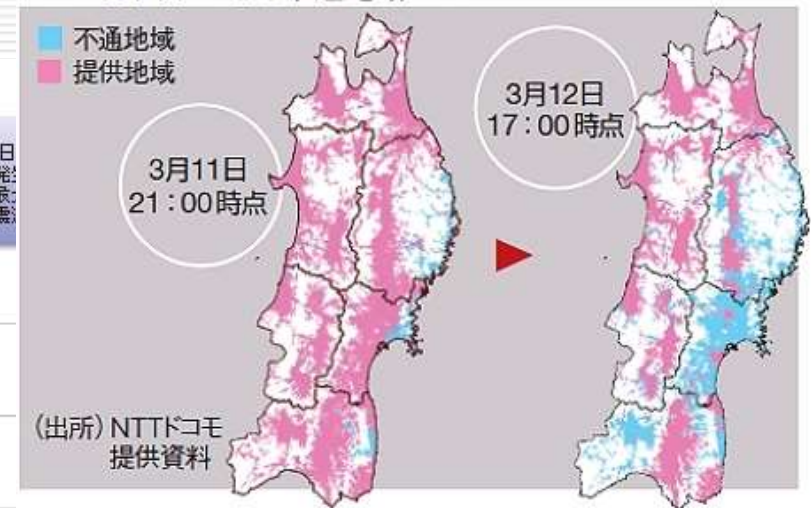 不通地域
提供地域
3月11日
21：00時点
3月12日
17：00時点
（出所）NTTドコモ
提供資料